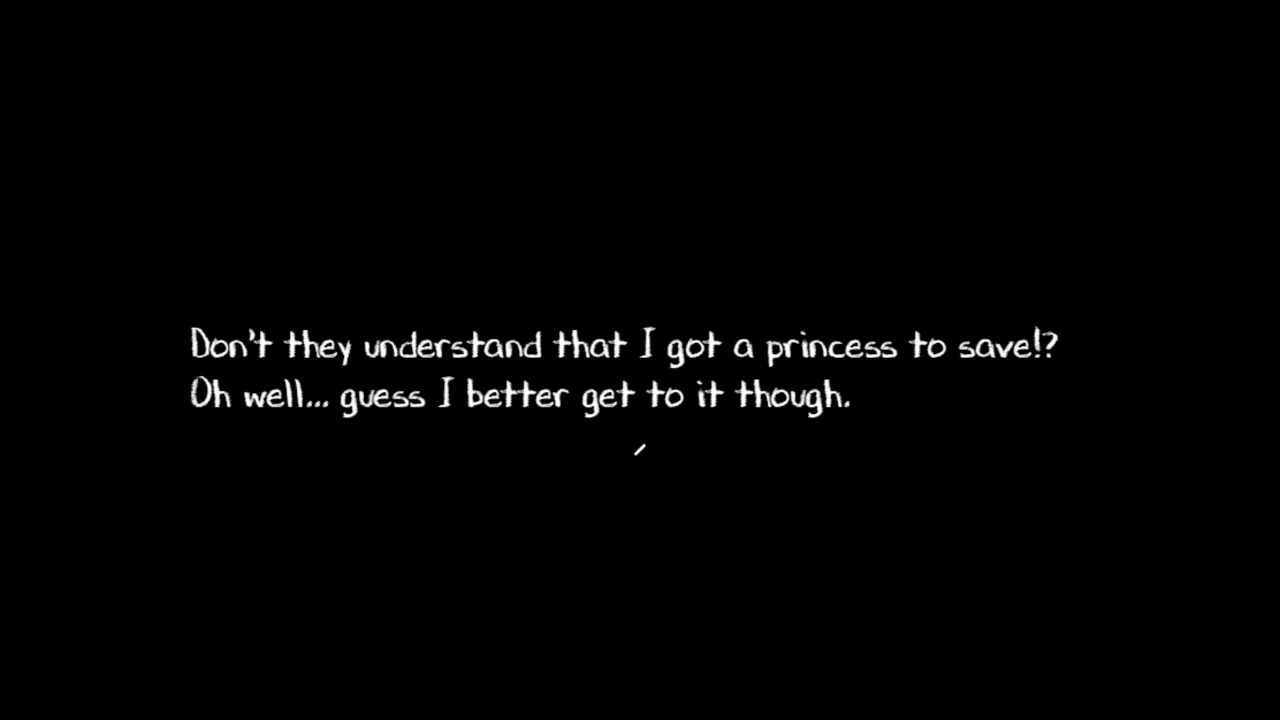 Don't they understand that I got a princess to save!?
Oh well... guess I better get to it though.